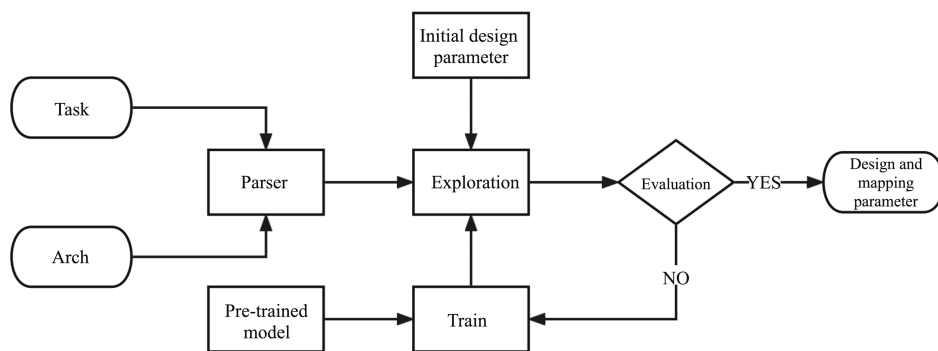 Initial design
parameter
Task
Parser
Exploration
Evaluation
YES
Design and
mapping
parameter
Arch
NO
Pre-trained
model
Train